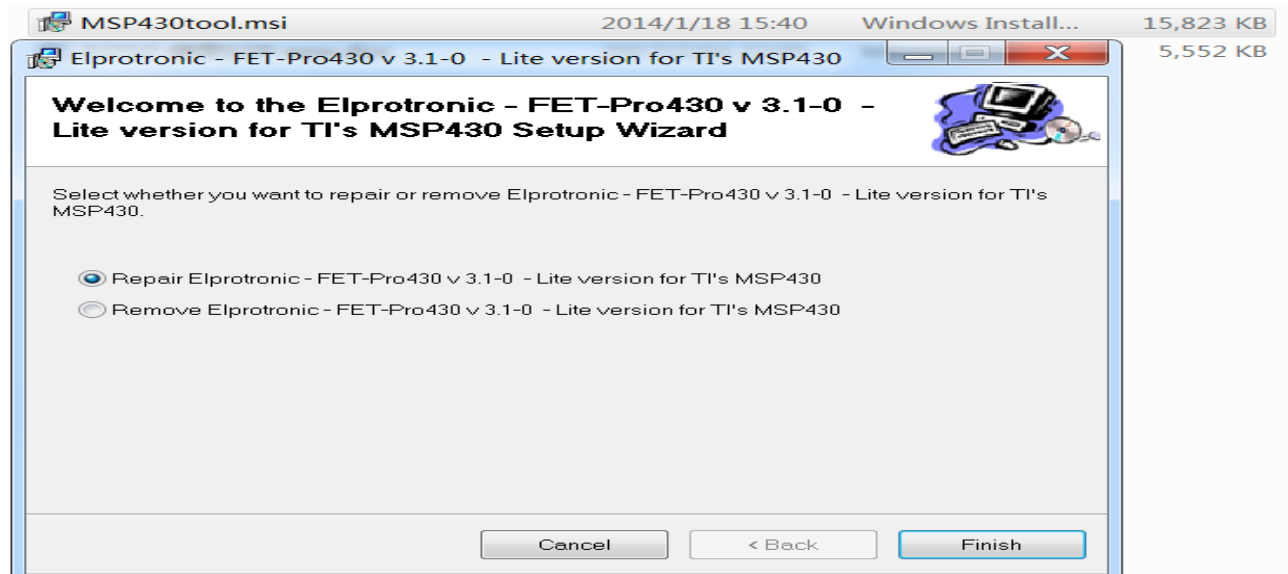 MSP430tool.msi 2014/1/18 15:40 Windows Install... 15,823 KB
Elprotronic - FET-Pro430 v 3.1-0 - Lite version for TI's MSP430
5,552 KB
Welcome to the Elprotronic - FET-Pro430 v 3.1-0 -
Lite version for TI's MSP430 Setup Wizard
Select whether you want to repair or remove Elprotronic - FET-Pro430 v 3.1-0 - Lite version for TI's
MSP430.
Repair Elprotronic - FET-Pro430 v 3.1-0 - Lite version for TI's MSP430
Remove Elprotronic - FET-Pro430 v 3.1-0 - Lite version for TI's MSP430
Cancel < Back Finish